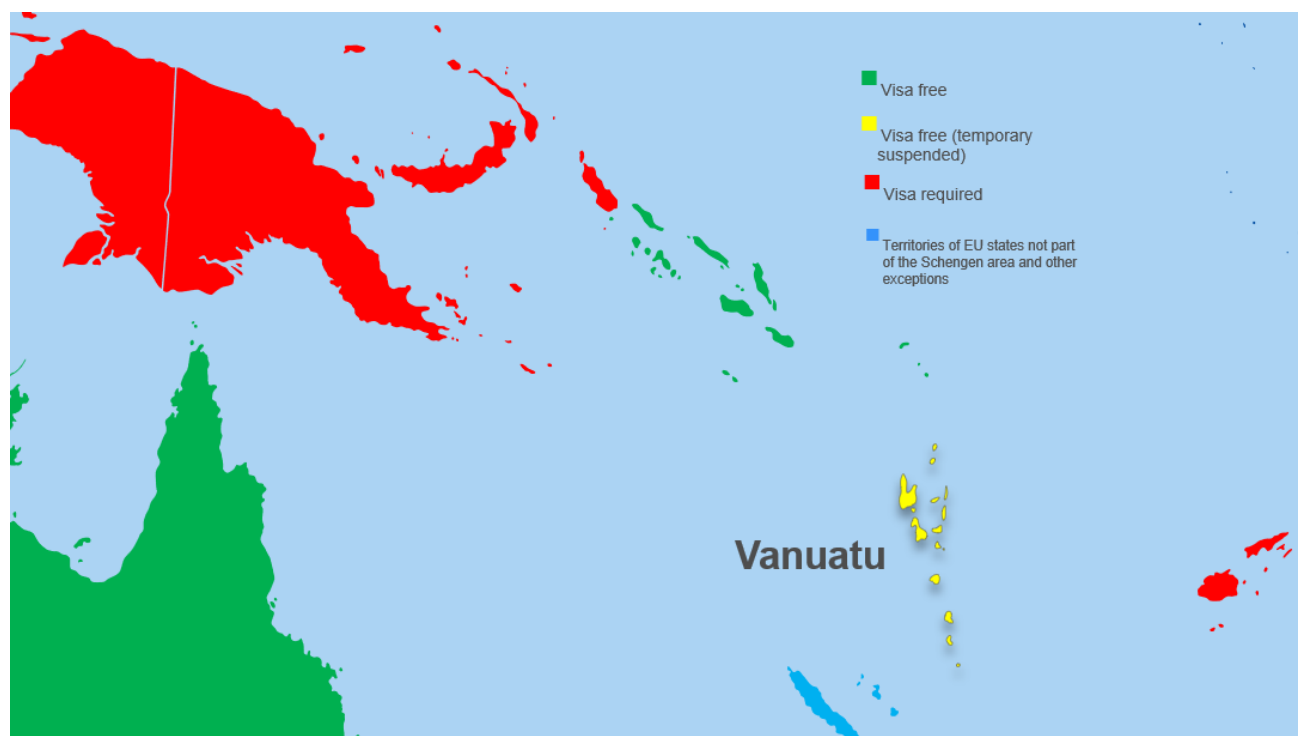 Visa free
Visa free (temporary
suspended)
Visa required
Territories of EU states not part
of the Schengen area and other
exceptions
Vanuatu